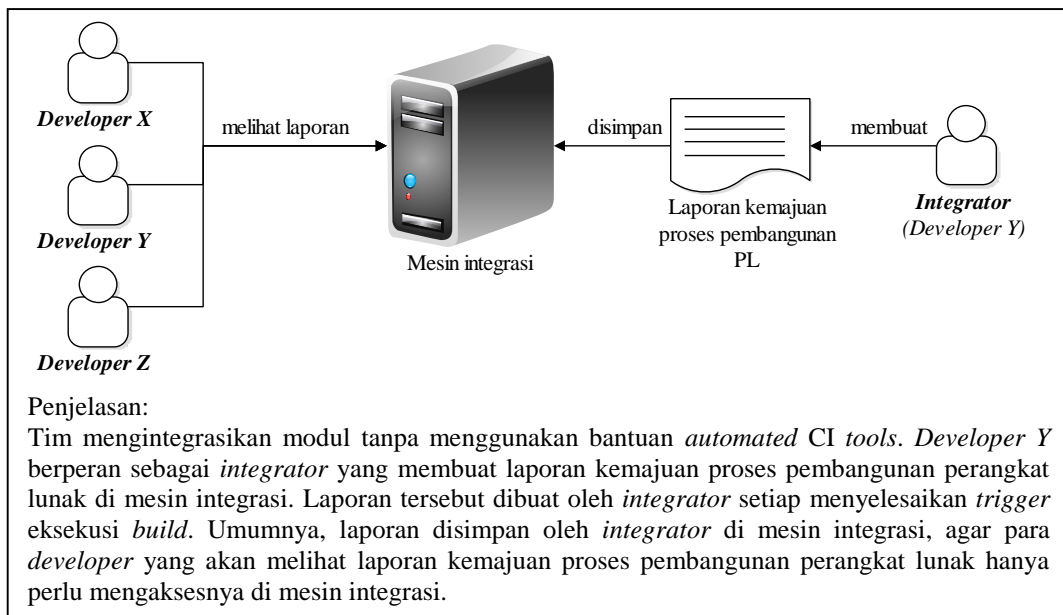 Developer X
melihat laporan
disimpan
membuat
Developer Y
Integrator
(Developer Y)
Laporan kemajuan
proses pembangunan
PL
Mesin integrasi
Developer Z
Penjelasan:
Tim mengintegrasikan modul tanpa menggunakan bantuan automated CI tools. Developer Y
berperan sebagai integrator yang membuat laporan kemajuan proses pembangunan perangkat
lunak di mesin integrasi. Laporan tersebut dibuat oleh integrator setiap menyelesaikan trigger
eksekusi build. Umumnya, laporan disimpan oleh integrator di mesin integrasi, agar para
developer yang akan melihat laporan kemajuan proses pembangunan perangkat lunak hanya
perlu mengaksesnya di mesin integrasi.